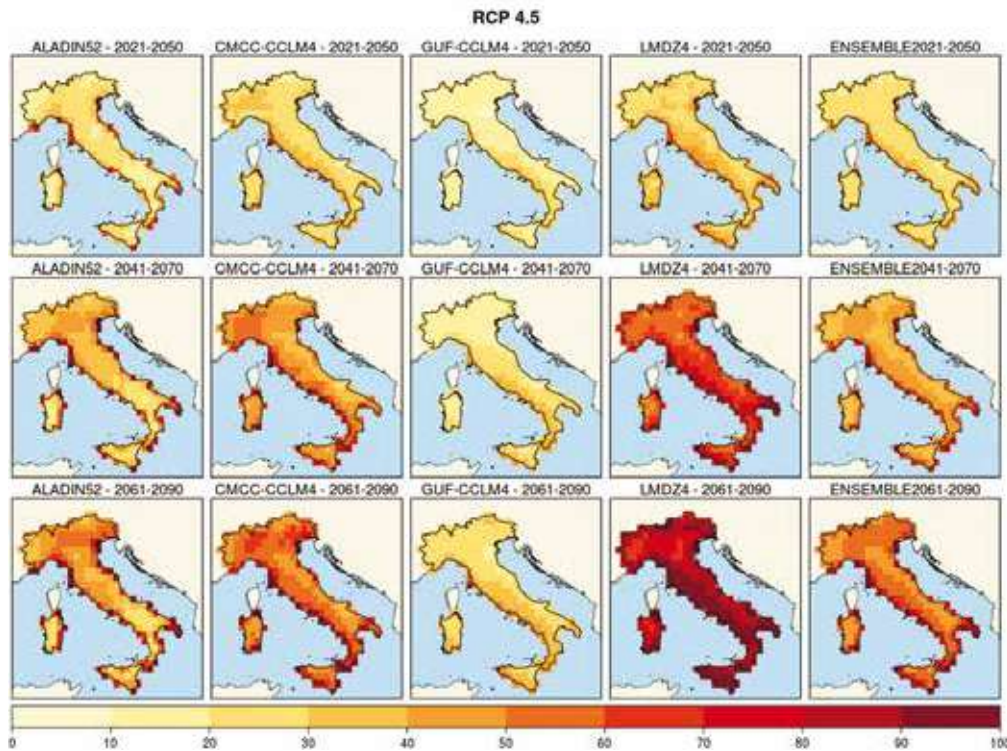 RCP 4.5
ALADIN52 - 2021-2050 CMCC-CCLM4 - 2021-2050 GUF-CCLM4 - 2021-2050 LMDZ4 - 2021-2050 ENSEMBLE2021-2050
ALADIN52 - 2041-2070 CMCC-CCLM4 - 2041-2070 GUF-CCLM4 - 2041-2070 LMDZ4 - 2041-2070 ENSEMBLE2041-2070
ALADIN52 - 2061-2090 CMCC-CCLM4 - 2061-2090 GUF-CCLM4 - 2061-2090 LMDZ4 - 2061-2090 ENSEMBLE2061-2090
0 10 20 30 40 50 60 70 80 90